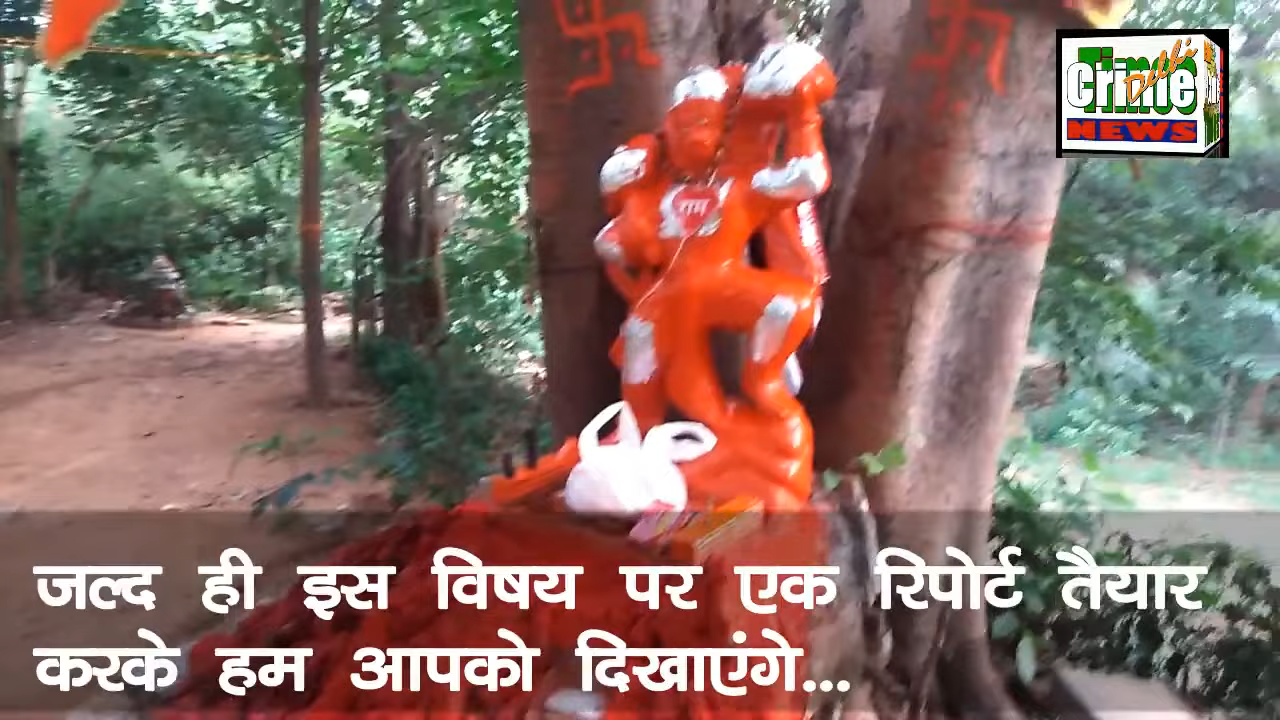 Crime
NEWS
राम
जल्द ही इस विषय पर एक रिपोर्ट तैयार
करके हम आपको दिखाएंगे...